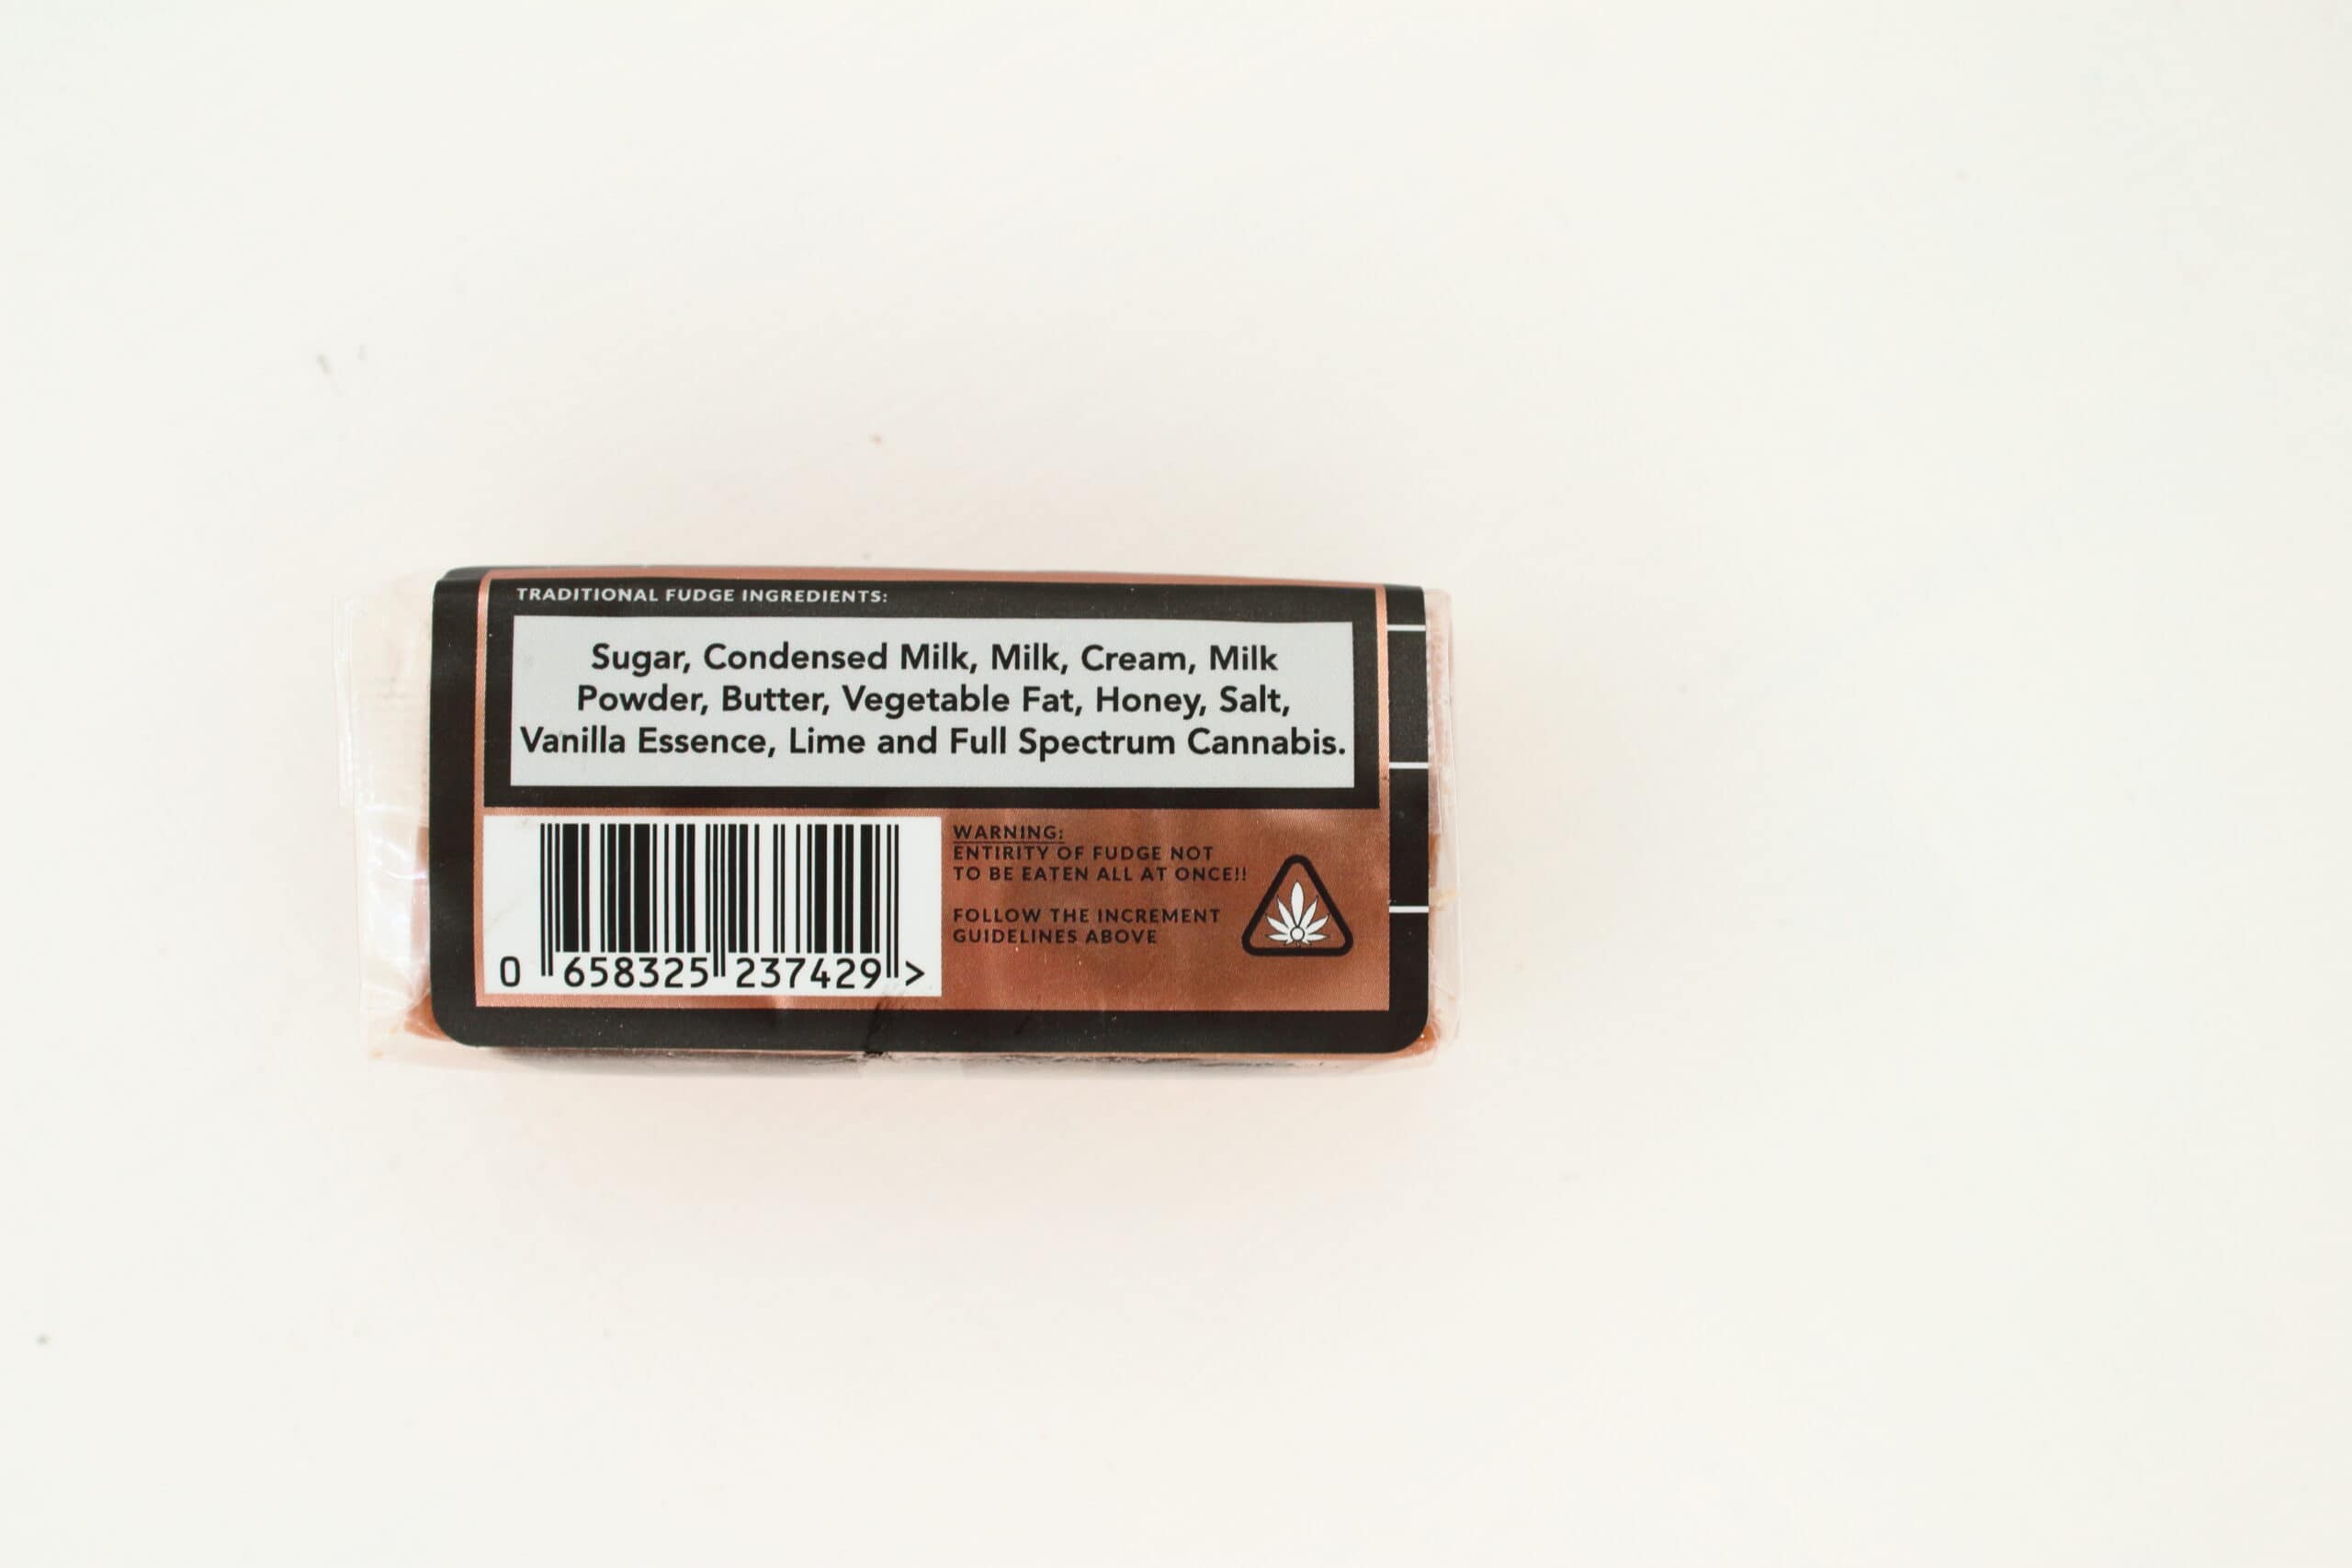 TRADITIONAL FUDGE INGREDIENTS:
Sugar, Condensed Milk, Milk, Cream, Milk
Powder, Butter, Vegetable Fat, Honey, Salt,
Vanilla Essence, Lime and Full Spectrum Cannabis.
WARNING:
ENTIRITY OF FUDGE NOT
TO BE EATEN ALL AT ONCE!!
FOLLOW THE INCREMENT
GUIDELINES ABOVE
0 658325 237429 >